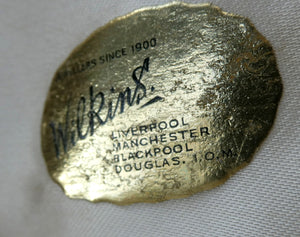 JEWELLERS SINCE 1900
Wilkins.
LIVERPOOL
MANCHESTER
BLACKPOOL
DOUGLAS, I.O.M.